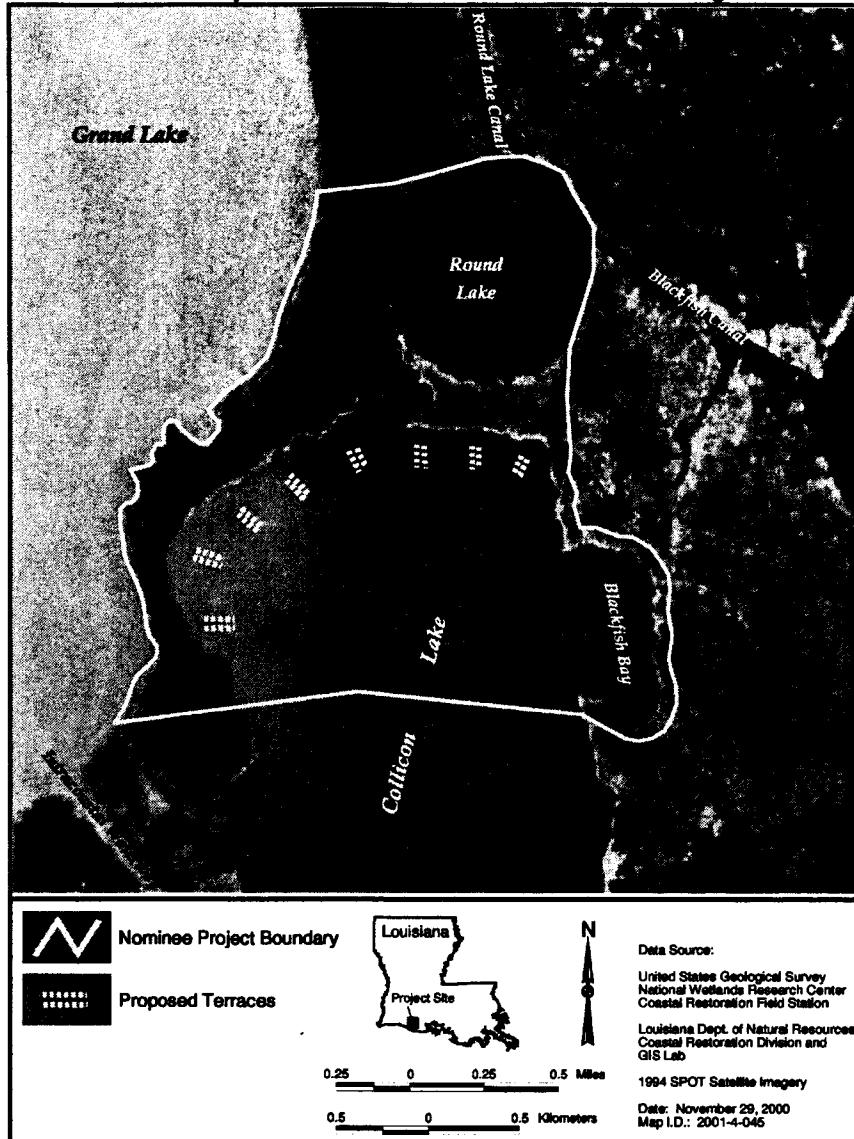 Round Lake Canal
Grand Lake
Round
Lake
Blackfish Canal
Blackfish Bay
Lake
Collicon
Nominee Project Boundary
Proposed Terraces
Louisiana
Project Site
N
0.25 0 0.25 0.5 Miles
0.5 0 0.5 Kilometers
Data Source:
United States Geological Survey
National Wetlands Research Center
Coastal Restoration Field Station
Louisiana Dept. of Natural Resources
Coastal Restoration Division and
GIS Lab
1994 SPOT Satellite Imagery
Date: November 29, 2000
Map I.D.: 2001-4-045